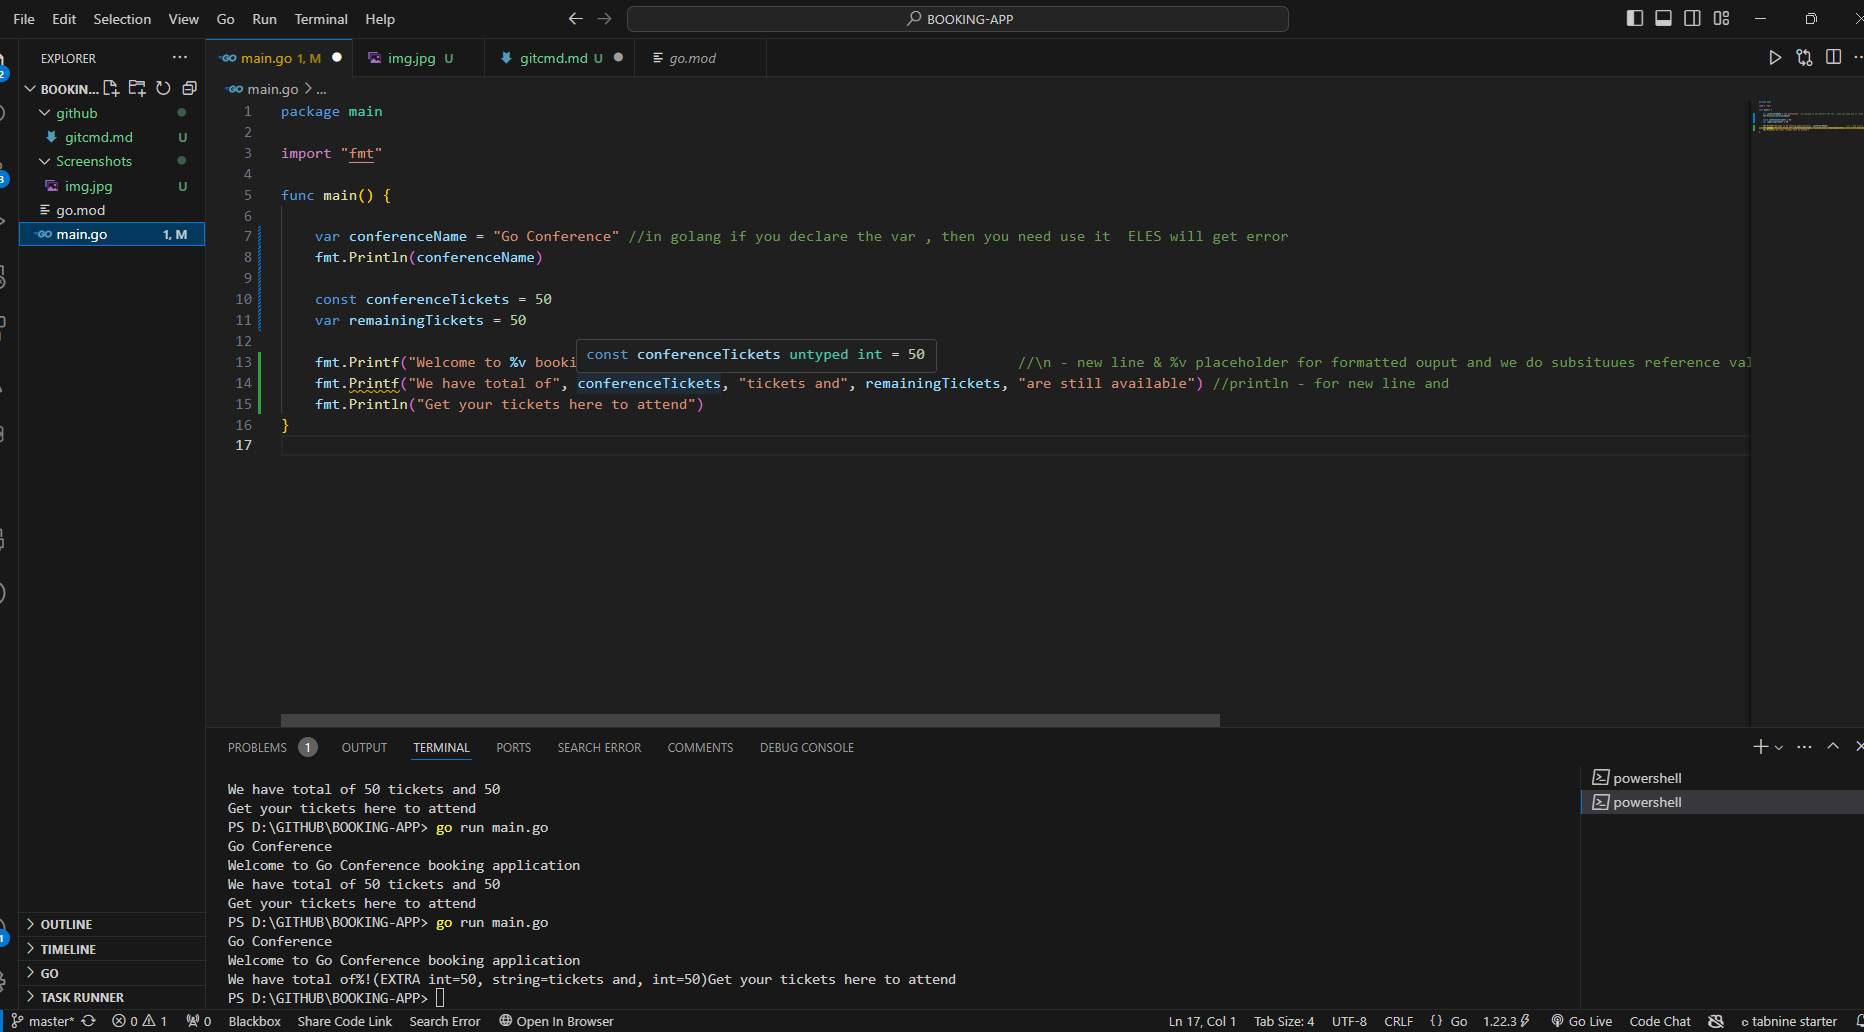 File Edit Selection View Go Run Terminal Help BOOKING-APP
EXPLORER
BOOKIN...
github
gitcmd.md U
Screenshots
img.jpg U
go.mod
main.go 1, M
OUTLINE
TIMELINE
GO
TASK RUNNER
main.go 1, M img.jpg U gitcmd.md U go.mod
main.go > ...
1 package main
2
3 import "fmt"
4
5 func main() {
6
7 var conferenceName = "Go Conference" //in golang if you declare the var , then you need use it  ELES will get error
8 fmt.Println(conferenceName)
9
10 const conferenceTickets = 50
11 var remainingTickets = 50
12
const conferenceTickets untyped int = 50
13 fmt.Printf("Welcome to %v booki //\n - new line & %v placeholder for formatted ouput and we do subsituues reference val
14 fmt.Printf("We have total of", conferenceTickets, "tickets and", remainingTickets, "are still available") //println - for new line and
15 fmt.Println("Get your tickets here to attend")
16 }
17
PROBLEMS 1 OUTPUT TERMINAL PORTS SEARCH ERROR COMMENTS DEBUG CONSOLE
We have total of 50 tickets and 50
Get your tickets here to attend
PS D:\GITHUB\BOOKING-APP> go run main.go
Go Conference
Welcome to Go Conference booking application
We have total of 50 tickets and 50
Get your tickets here to attend
PS D:\GITHUB\BOOKING-APP> go run main.go
Go Conference
Welcome to Go Conference booking application
We have total of%!(EXTRA int=50, string=tickets and, int=50)Get your tickets here to attend
PS D:\GITHUB\BOOKING-APP>
powershell
powershell
master* 0 1 0 Blackbox Share Code Link Search Error Open In Browser Ln 17, Col 1 Tab Size: 4 UTF-8 CRLF {} Go 1.22.3 Go Live Code Chat tabnine starter